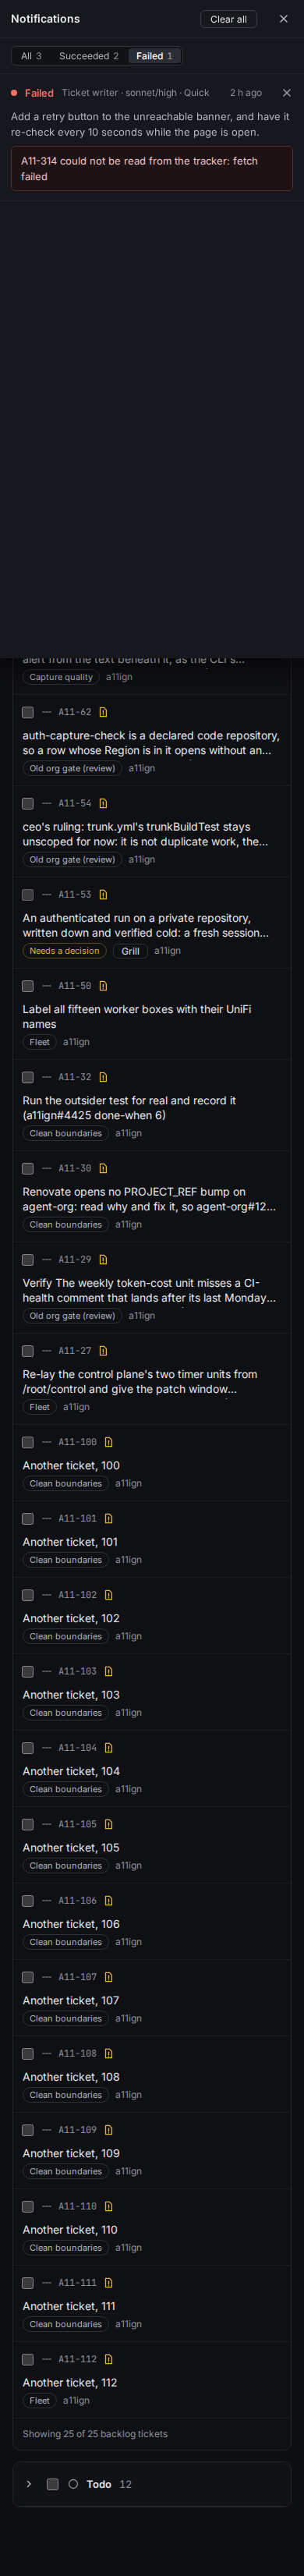 Notifications
Clear all
All 3 Succeeded 2 Failed 1
Failed Ticket writer · sonnet/high · Quick 2 h ago
Add a retry button to the unreachable banner, and have it
re-check every 10 seconds while the page is open.
A11-314 could not be read from the tracker: fetch
failed
alert from the text beneath it, as the CLI's...
Capture quality a11ign
A11-62
auth-capture-check is a declared code repository,
so a row whose Region is in it opens without an...
Old org gate (review) a11ign
A11-54
ceo's ruling: trunk.yml's trunkBuildTest stays
unscoped for now: it is not duplicate work, the...
Old org gate (review) a11ign
A11-53
An authenticated run on a private repository,
written down and verified cold: a fresh session...
Needs a decision Grill a11ign
A11-50
Label all fifteen worker boxes with their UniFi
names
Fleet a11ign
A11-32
Run the outsider test for real and record it
(a11ign#4425 done-when 6)
Clean boundaries a11ign
A11-30
Renovate opens no PROJECT_REF bump on
agent-org: read why and fix it, so agent-org#12...
Clean boundaries a11ign
A11-29
Verify The weekly token-cost unit misses a CI-
health comment that lands after its last Monday...
Old org gate (review) a11ign
A11-27
Re-lay the control plane's two timer units from
/root/control and give the patch window...
Fleet a11ign
A11-100
Another ticket, 100
Clean boundaries a11ign
A11-101
Another ticket, 101
Clean boundaries a11ign
A11-102
Another ticket, 102
Clean boundaries a11ign
A11-103
Another ticket, 103
Clean boundaries a11ign
A11-104
Another ticket, 104
Clean boundaries a11ign
A11-105
Another ticket, 105
Clean boundaries a11ign
A11-106
Another ticket, 106
Clean boundaries a11ign
A11-107
Another ticket, 107
Clean boundaries a11ign
A11-108
Another ticket, 108
Clean boundaries a11ign
A11-109
Another ticket, 109
Clean boundaries a11ign
A11-110
Another ticket, 110
Clean boundaries a11ign
A11-111
Another ticket, 111
Clean boundaries a11ign
A11-112
Another ticket, 112
Fleet a11ign
Showing 25 of 25 backlog tickets
Todo 12